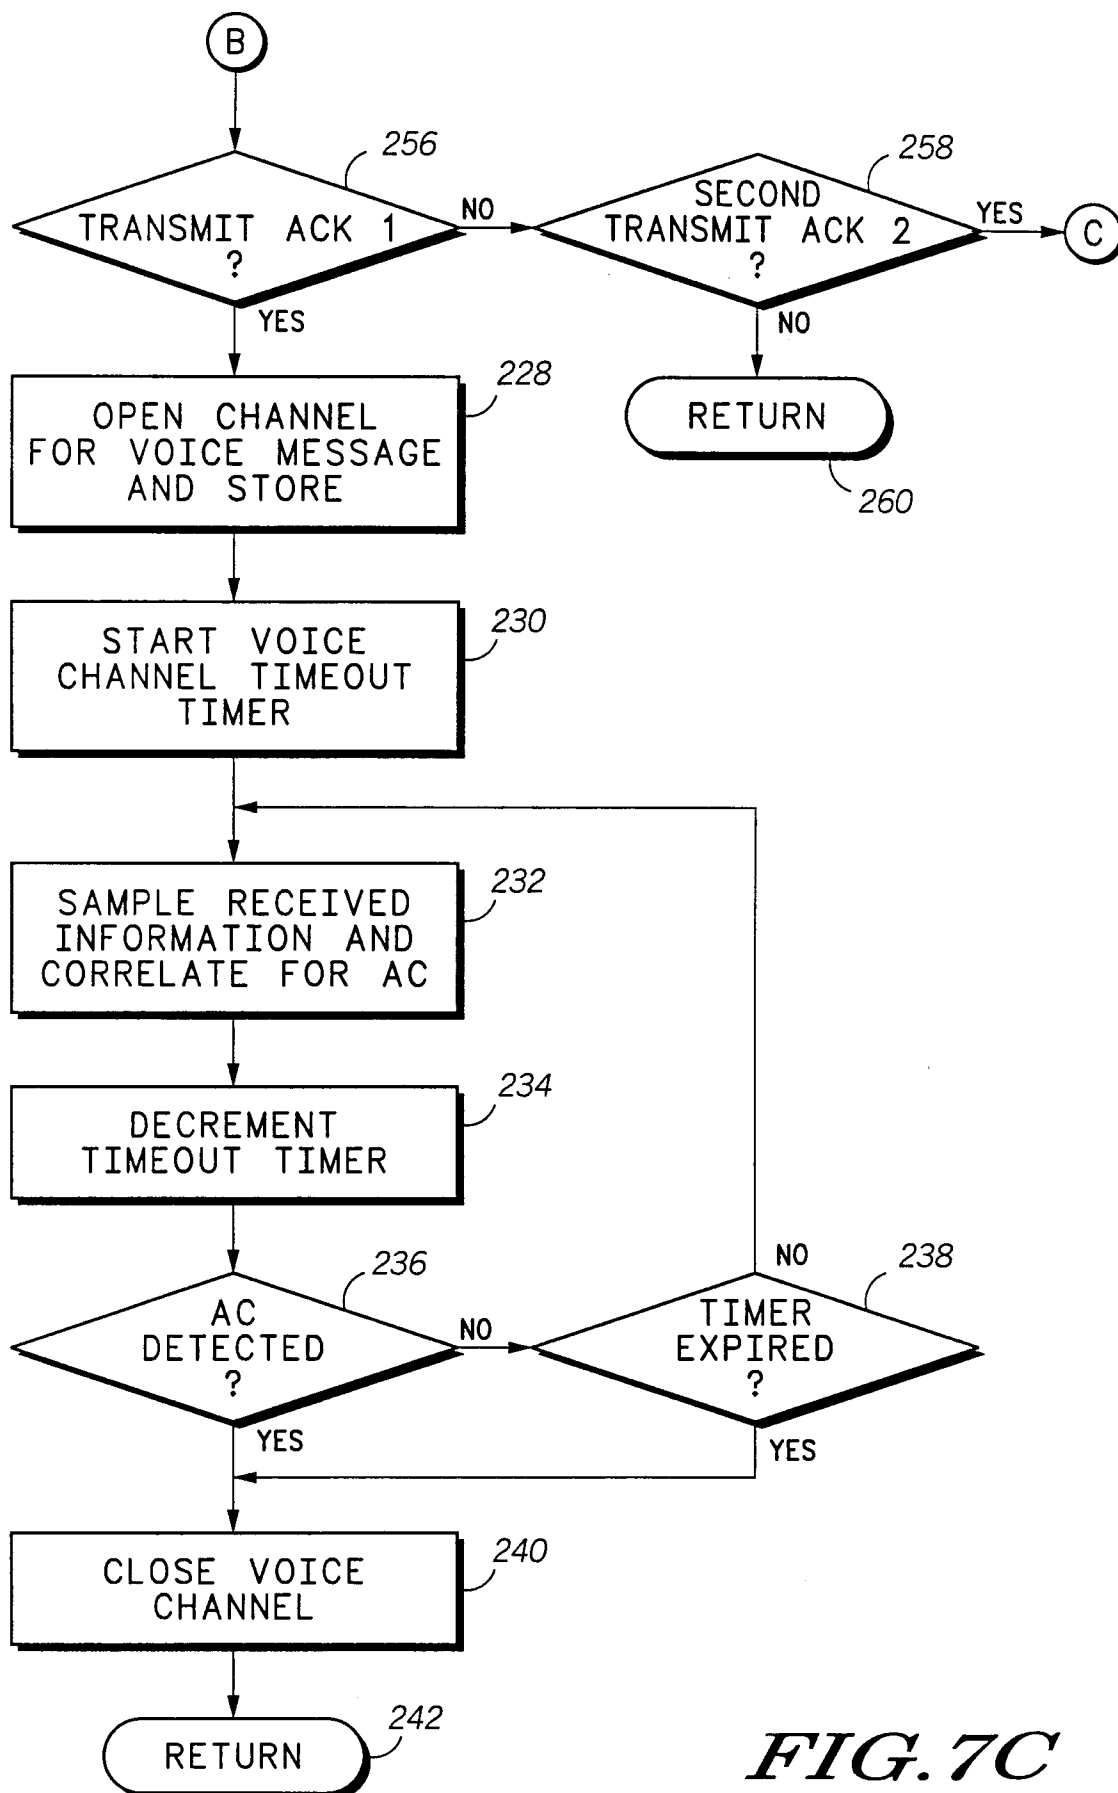 B
256
TRANSMIT ACK 1
?
NO
YES
258
SECOND
TRANSMIT ACK 2
?
YES
C
NO
228
OPEN CHANNEL
FOR VOICE MESSAGE
AND STORE
RETURN
260
230
START VOICE
CHANNEL TIMEOUT
TIMER
232
SAMPLE RECEIVED
INFORMATION AND
CORRELATE FOR AC
234
DECREMENT
TIMEOUT TIMER
236
AC
DETECTED
?
NO
YES
NO
238
TIMER
EXPIRED
?
YES
240
CLOSE VOICE
CHANNEL
242
RETURN
FIG.7C